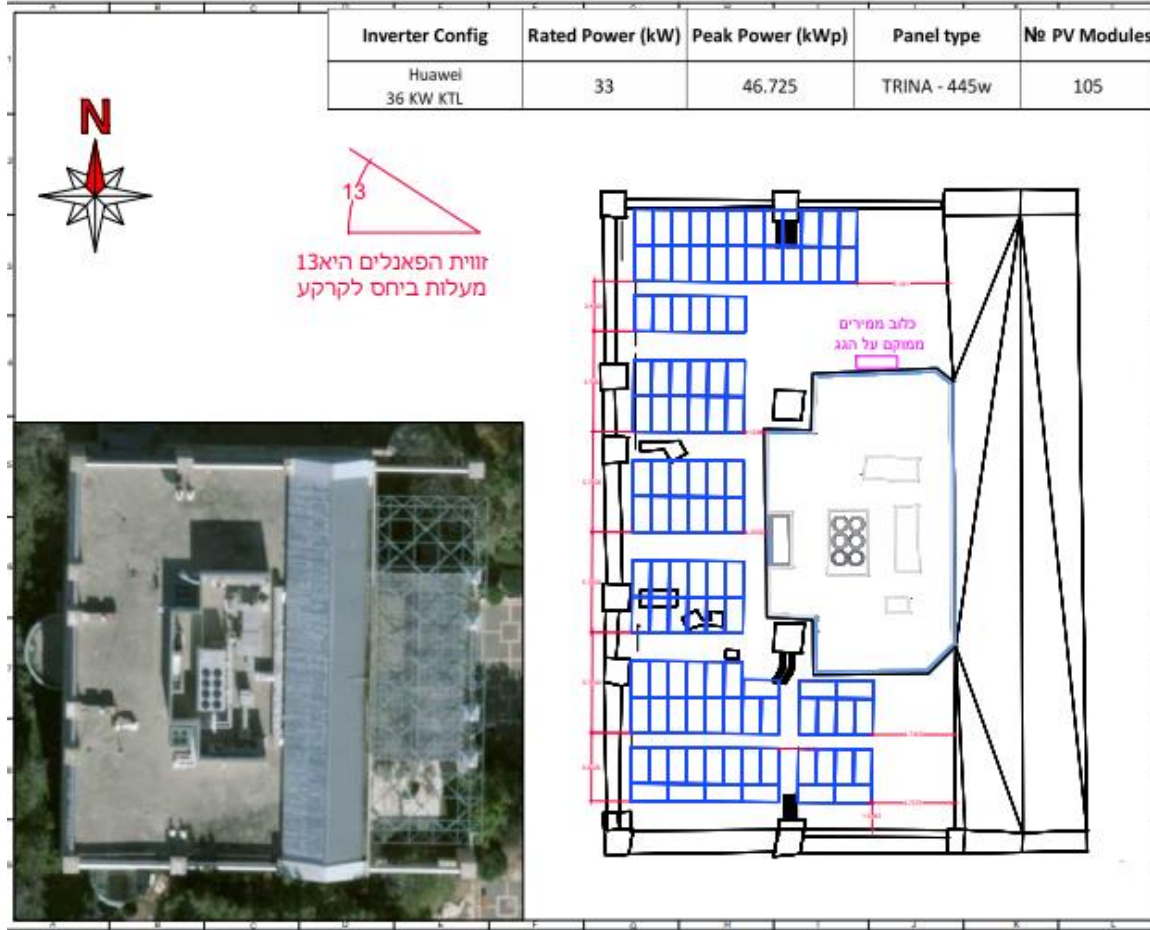 Inverter Config
Rated Power (kW)
Peak Power (kWp)
Panel type
№ PV Modules
Huawei
36 KW KTL
33
46.725
TRINA - 445w
105
N
13
זווית הפאנלים היא13
מעלות ביחס לקרקע
כלוב ממירים
ממוקם על הגג